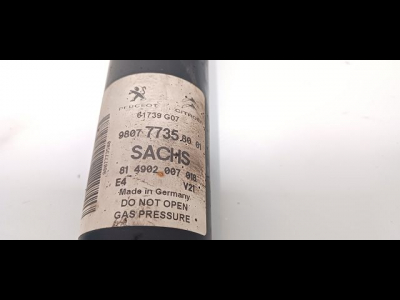 PEUGEOT CITROËN
61739 G07
9807 7735 80 01
SACHS
81 4902 007 018
E4 V21
Made in Germany
DO NOT OPEN
GAS PRESSURE